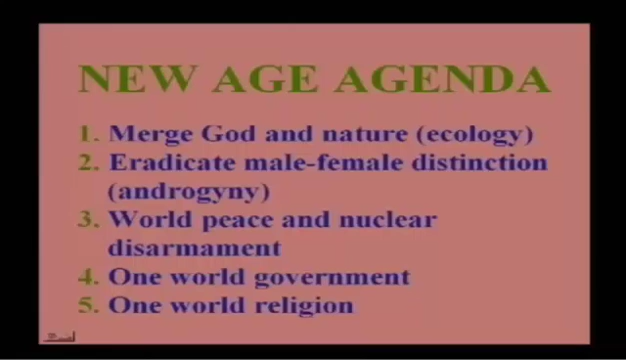 NEW AGE AGENDA
1. Merge God and nature (ecology)
2. Eradicate male-female distinction
(androgyny)
3. World peace and nuclear
disarmament
4. One world government
5. One world religion